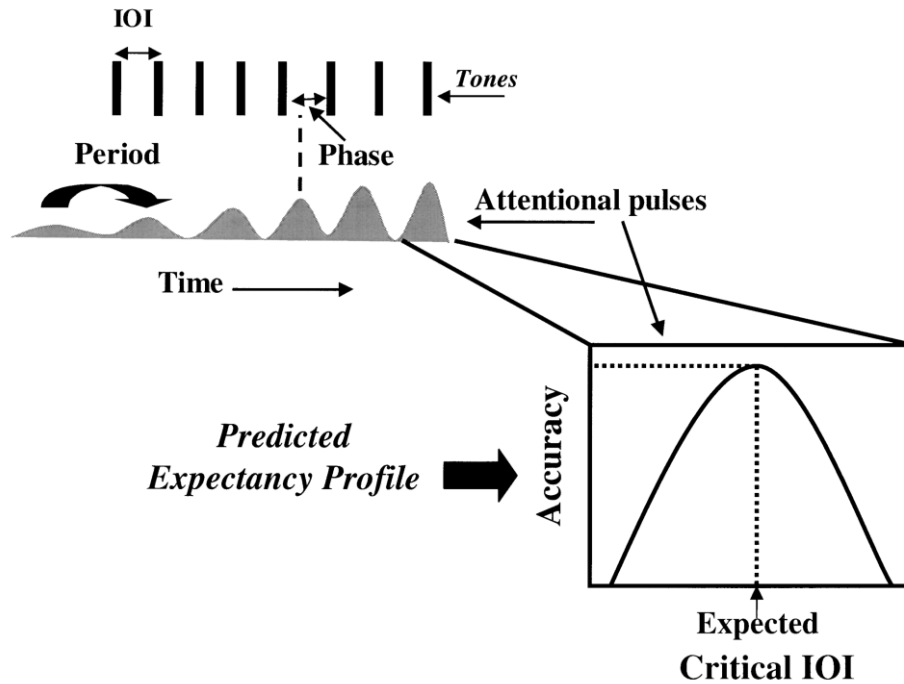 IOI
Tones
Period
Phase
Attentional pulses
Time
Predicted
Expectancy Profile
Accuracy
Expected
Critical IOI